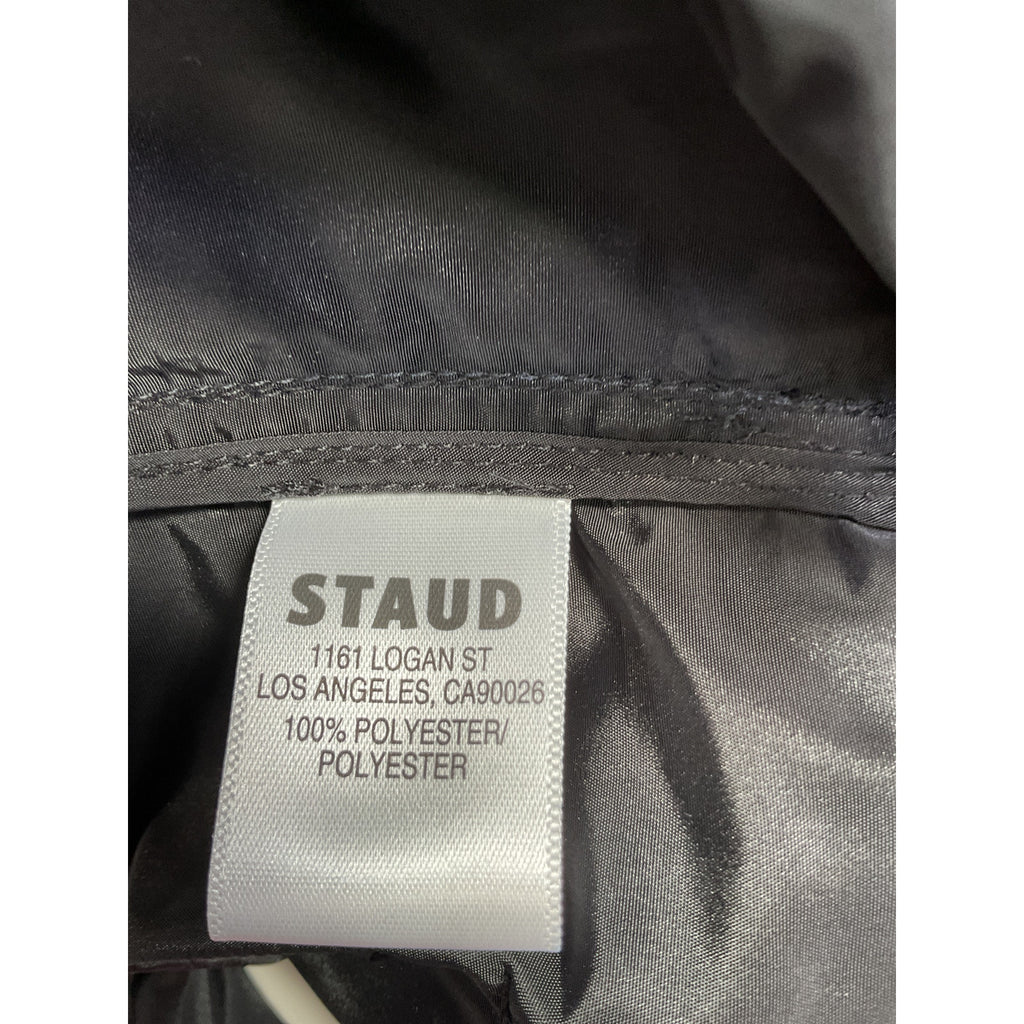 STAUD
1161 LOGAN ST
LOS ANGELES, CA90026
100% POLYESTER/
POLYESTER